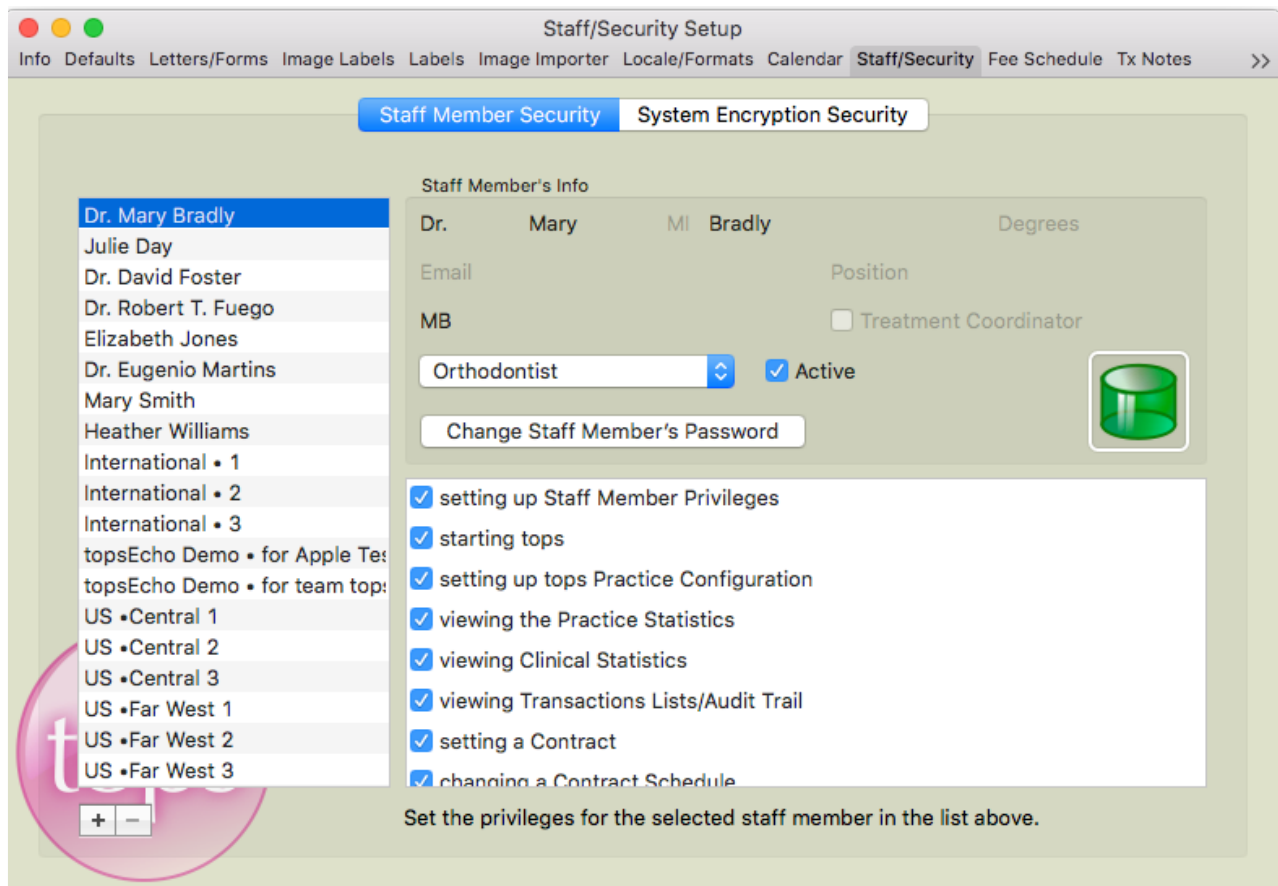 Staff/Security Setup
Info Defaults Letters/Forms Image Labels Labels Image Importer Locale/Formats Calendar Staff/Security Fee Schedule Tx Notes >>
Staff Member Security System Encryption Security
Staff Member's Info
Dr. Mary MI Bradly Degrees
Email Position
MB Treatment Coordinator
Orthodontist Active
Change Staff Member's Password
Dr. Mary Bradly
Julie Day
Dr. David Foster
Dr. Robert T. Fuego
Elizabeth Jones
Dr. Eugenio Martins
Mary Smith
Heather Williams
International • 1
International • 2
International • 3
topsEcho Demo • for Apple Tes
topsEcho Demo • for team tops
US •Central 1
US •Central 2
US •Central 3
US •Far West 1
US •Far West 2
US •Far West 3
setting up Staff Member Privileges
starting tops
setting up tops Practice Configuration
viewing the Practice Statistics
viewing Clinical Statistics
viewing Transactions Lists/Audit Trail
setting a Contract
changing a Contract Schedule
+ −
Set the privileges for the selected staff member in the list above.